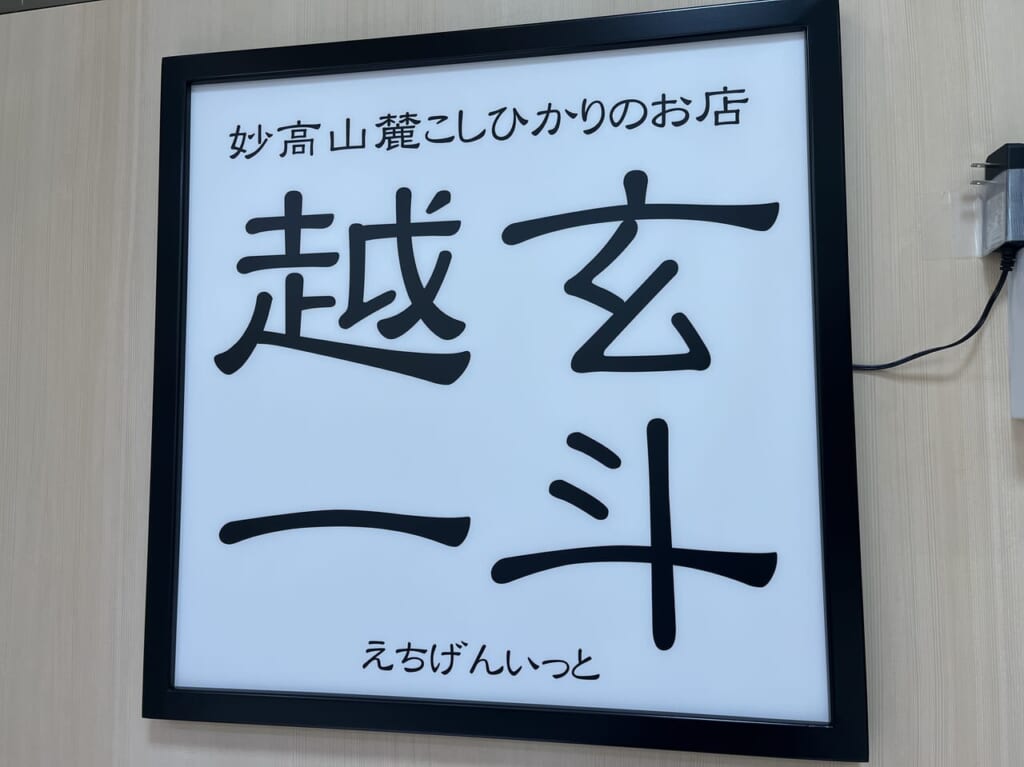 妙高山麓こしひかりのお店
越玄
一斗
えちげんいっと